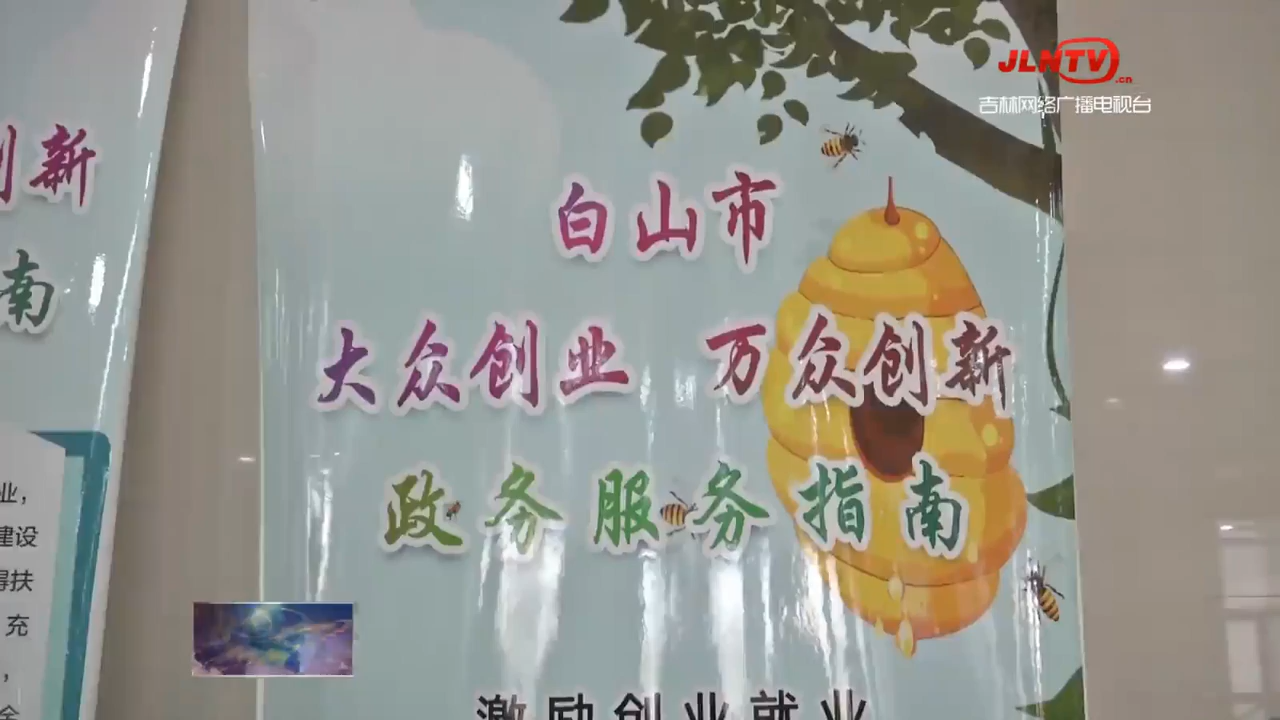 JLNTV.cn
吉林网络广播电视台
白山市
大众创业 万众创新
政务服务指南
激励创业就业
创新
南
业，
建设
得扶
充
，